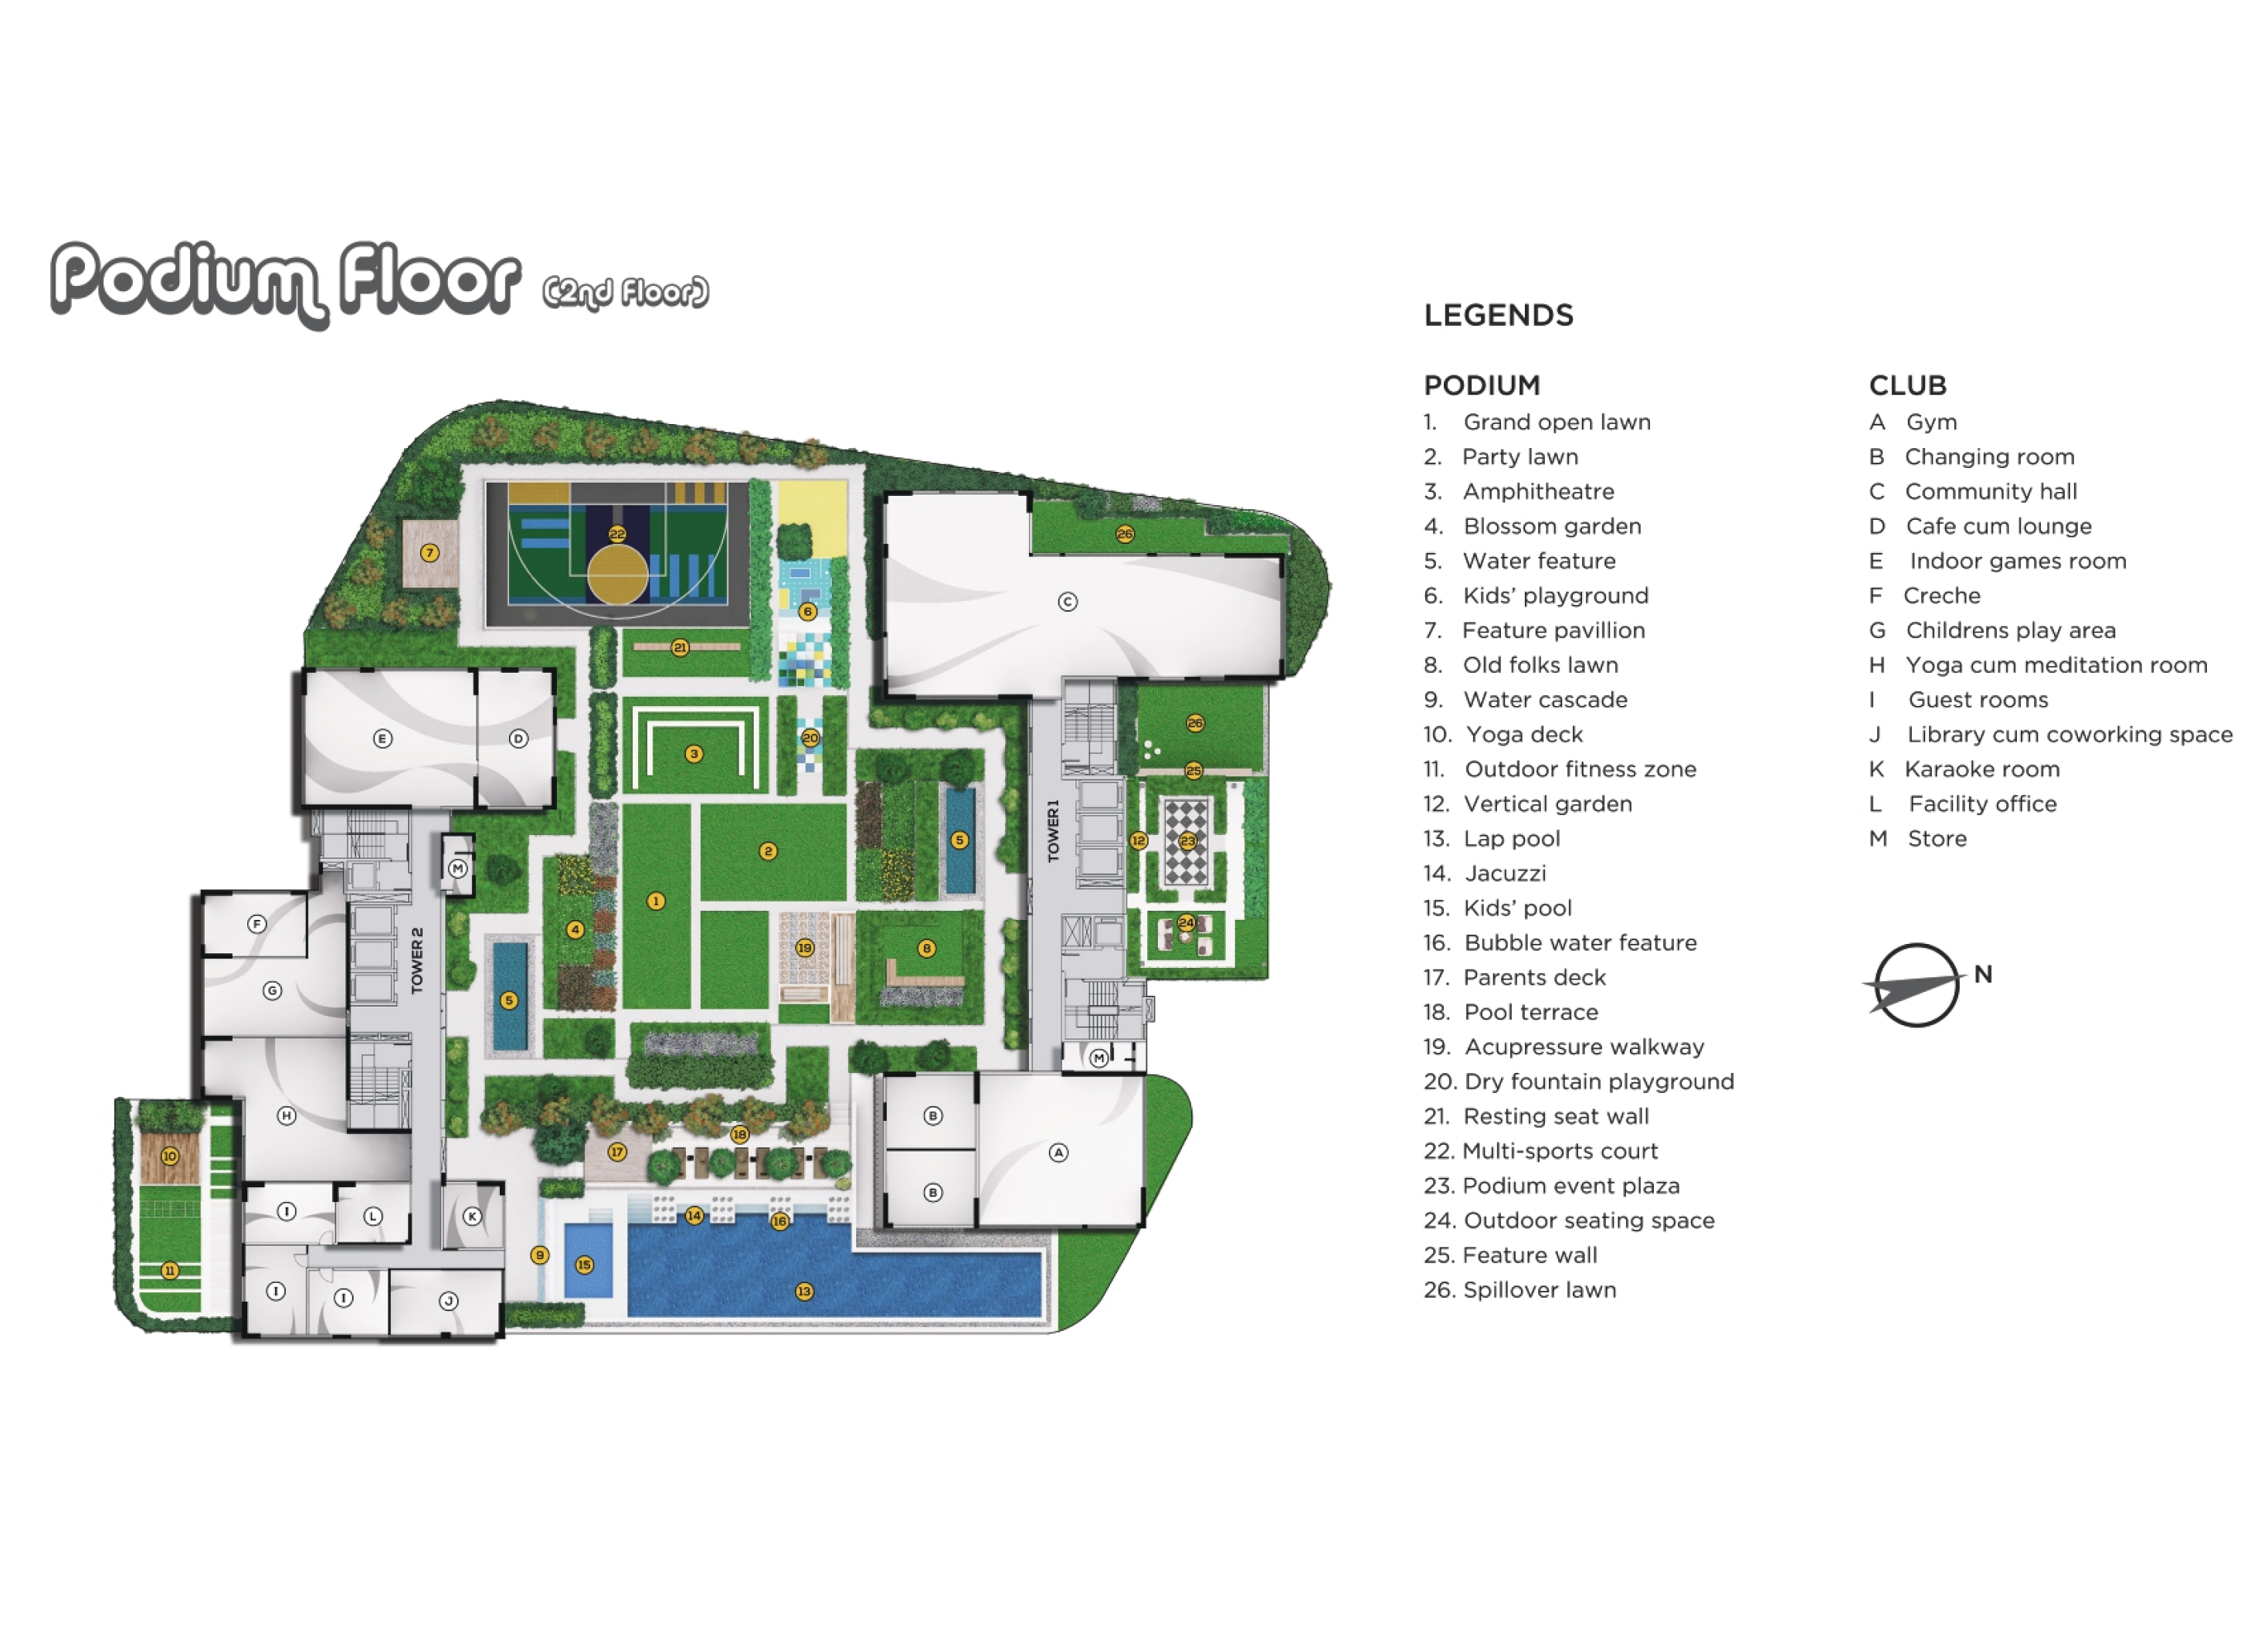 Podium Floor (2nd Floor)
LEGENDS
PODIUM
1. Grand open lawn
2. Party lawn
3. Amphitheatre
4. Blossom garden
5. Water feature
6. Kids’ playground
7. Feature pavillion
8. Old folks lawn
9. Water cascade
10. Yoga deck
11. Outdoor fitness zone
12. Vertical garden
13. Lap pool
14. Jacuzzi
15. Kids’ pool
16. Bubble water feature
17. Parents deck
18. Pool terrace
19. Acupressure walkway
20. Dry fountain playground
21. Resting seat wall
22. Multi-sports court
23. Podium event plaza
24. Outdoor seating space
25. Feature wall
26. Spillover lawn
CLUB
A Gym
B Changing room
C Community hall
D Cafe cum lounge
E Indoor games room
F Creche
G Childrens play area
H Yoga cum meditation room
I Guest rooms
J Library cum coworking space
K Karaoke room
L Facility office
M Store
N
22
26
7
C
6
21
26
E
D
20
3
25
TOWER 1
5
12
23
2
M
1
F
4
24
19
8
TOWER 2
G
5
M
H
B
A
18
10
17
B
I
L
K
14
16
9
15
11
I
I
J
13